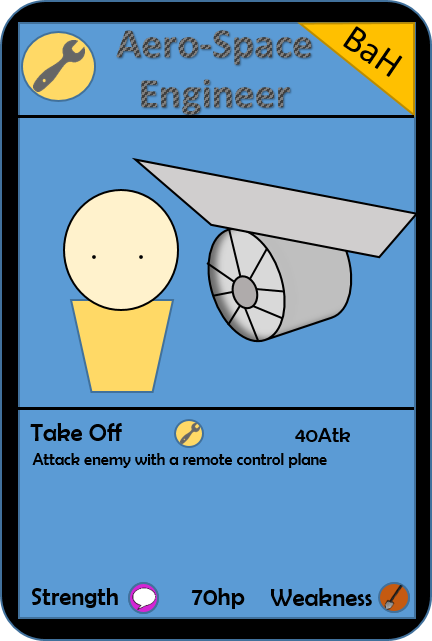 Aero-Space
Engineer
BaH
Take Off 40Atk
Attack enemy with a remote control plane
Strength 70hp Weakness